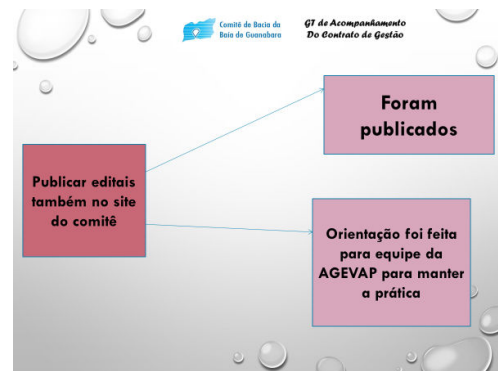 Comitê de Bacia da
Baía de Guanabara
GT de Acompanhamento
Do Contrato de Gestão
Foram
publicados
Publicar editais
também no site
do comitê
Orientação foi feita
para equipe da
AGEVAP para manter
a prática